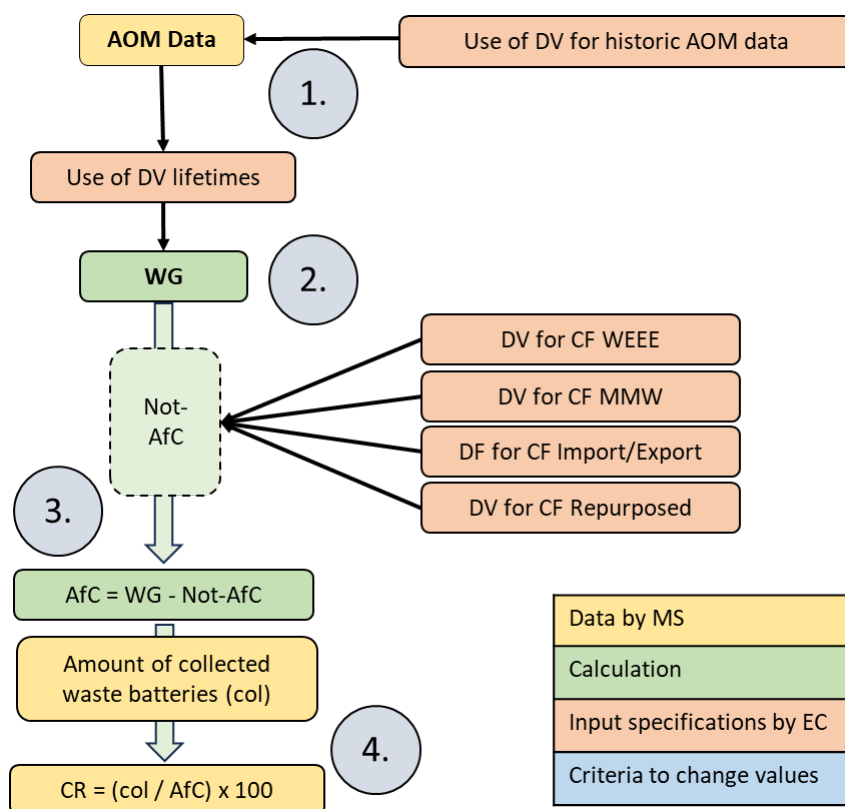 AOM Data
Use of DV for historic AOM data
1.
Use of DV lifetimes
WG
2.
Not-
AfC
DV for CF WEEE
DV for CF MMW
DF for CF Import/Export
DV for CF Repurposed
3.
AfC = WG - Not-AfC
Amount of collected
waste batteries (col)
4.
CR = (col / AfC) x 100
Data by MS
Calculation
Input specifications by EC
Criteria to change values